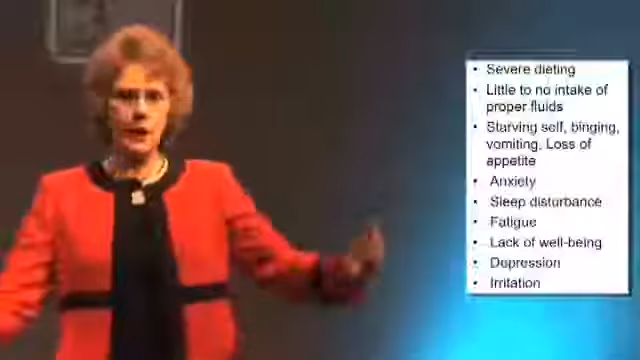 • Severe dieting
• Little to no intake of
proper fluids
• Starving self, binging,
vomiting, Loss of
appetite
• Anxiety
• Sleep disturbance
• Fatigue
• Lack of well-being
• Depression
• Irritation